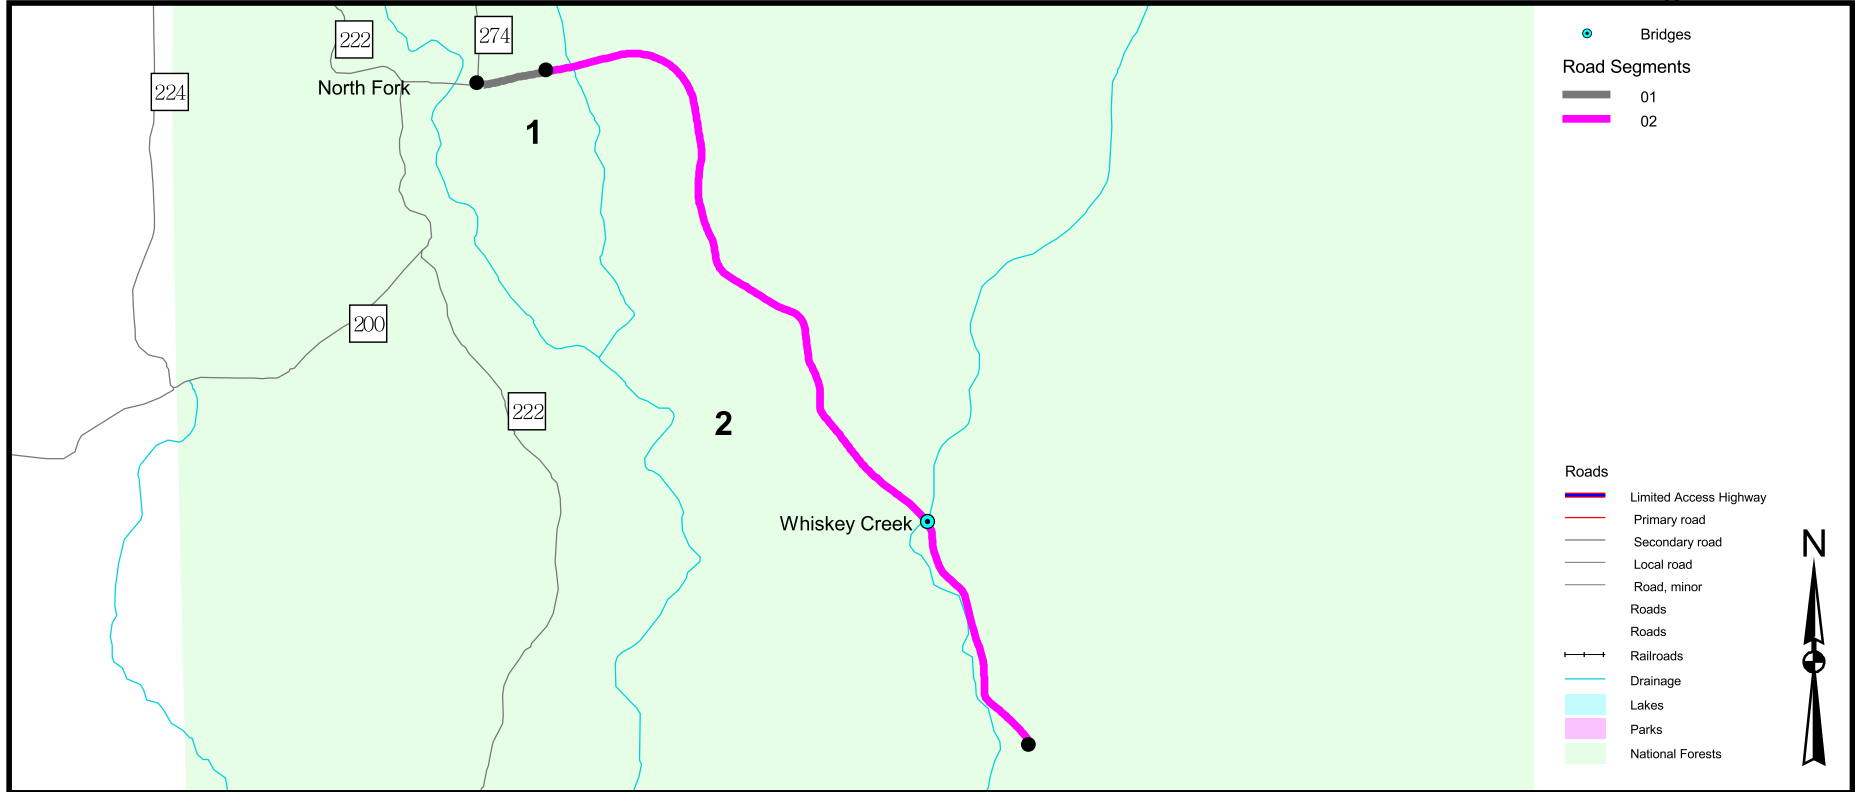 222
274
224
North Fork
1
200
222
2
Whiskey Creek
Bridges
Road Segments
01
02
Roads
Limited Access Highway
Primary road
Secondary road
Local road
Road, minor
Roads
Roads
Railroads
Drainage
Lakes
Parks
National Forests
N